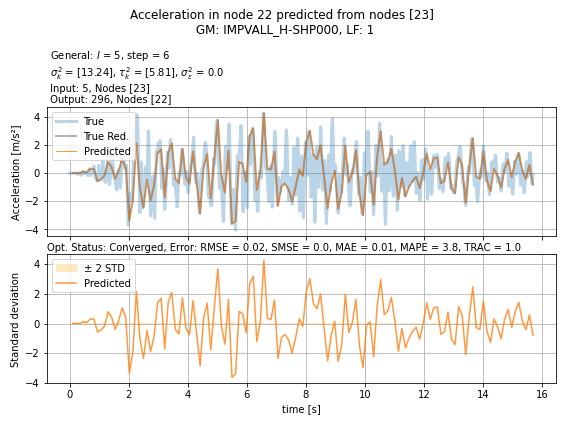 Acceleration in node 22 predicted from nodes [23]
GM: IMPVALL_H-SHP000, LF: 1
General: l = 5, step = 6
σ²ₖ = [13.24], τ²ₖ = [5.81], σ²ε = 0.0
Input: 5, Nodes [23]
Output: 296, Nodes [22]
Acceleration [m/s²]
4
2
0
−2
−4
True
True Red.
Predicted
Opt. Status: Converged, Error: RMSE = 0.02, SMSE = 0.0, MAE = 0.01, MAPE = 3.8, TRAC = 1.0
Standard deviation
4
2
0
−2
−4
± 2 STD
Predicted
0 2 4 6 8 10 12 14 16
time [s]